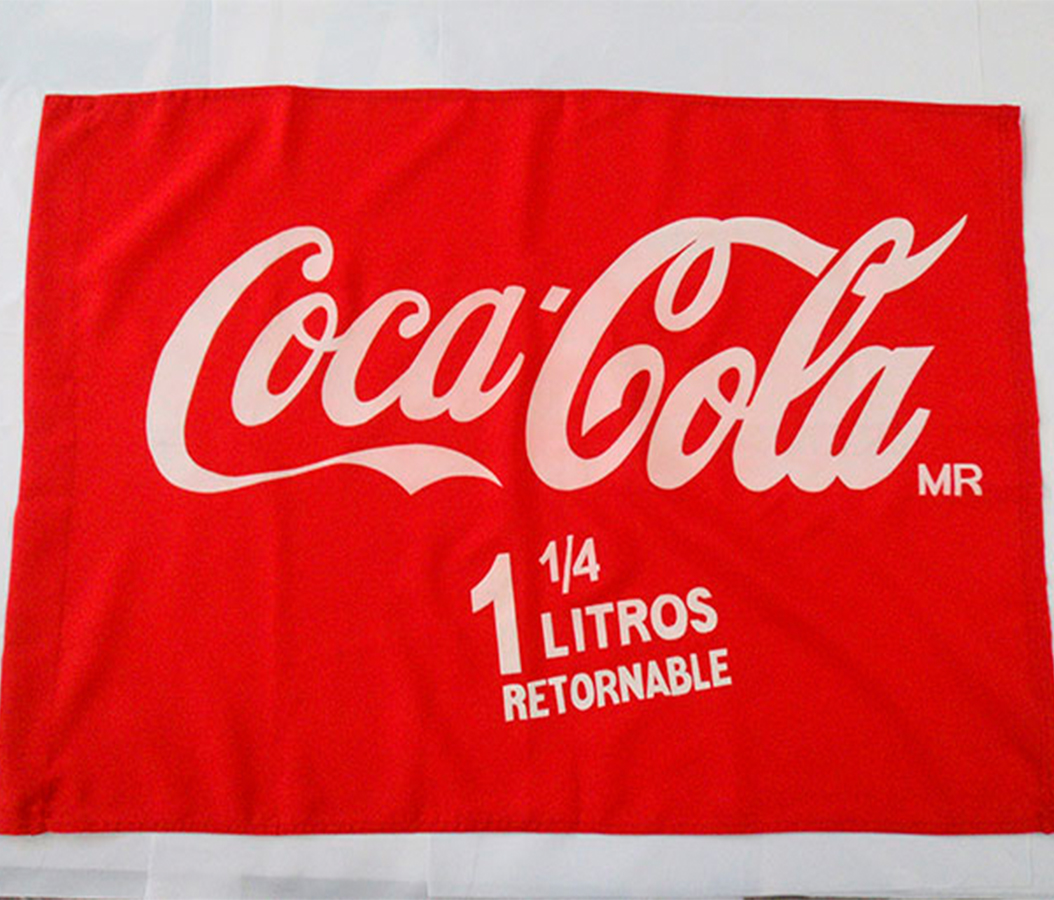 Coca-Cola
MR
1 1/4
LITROS
RETORNABLE